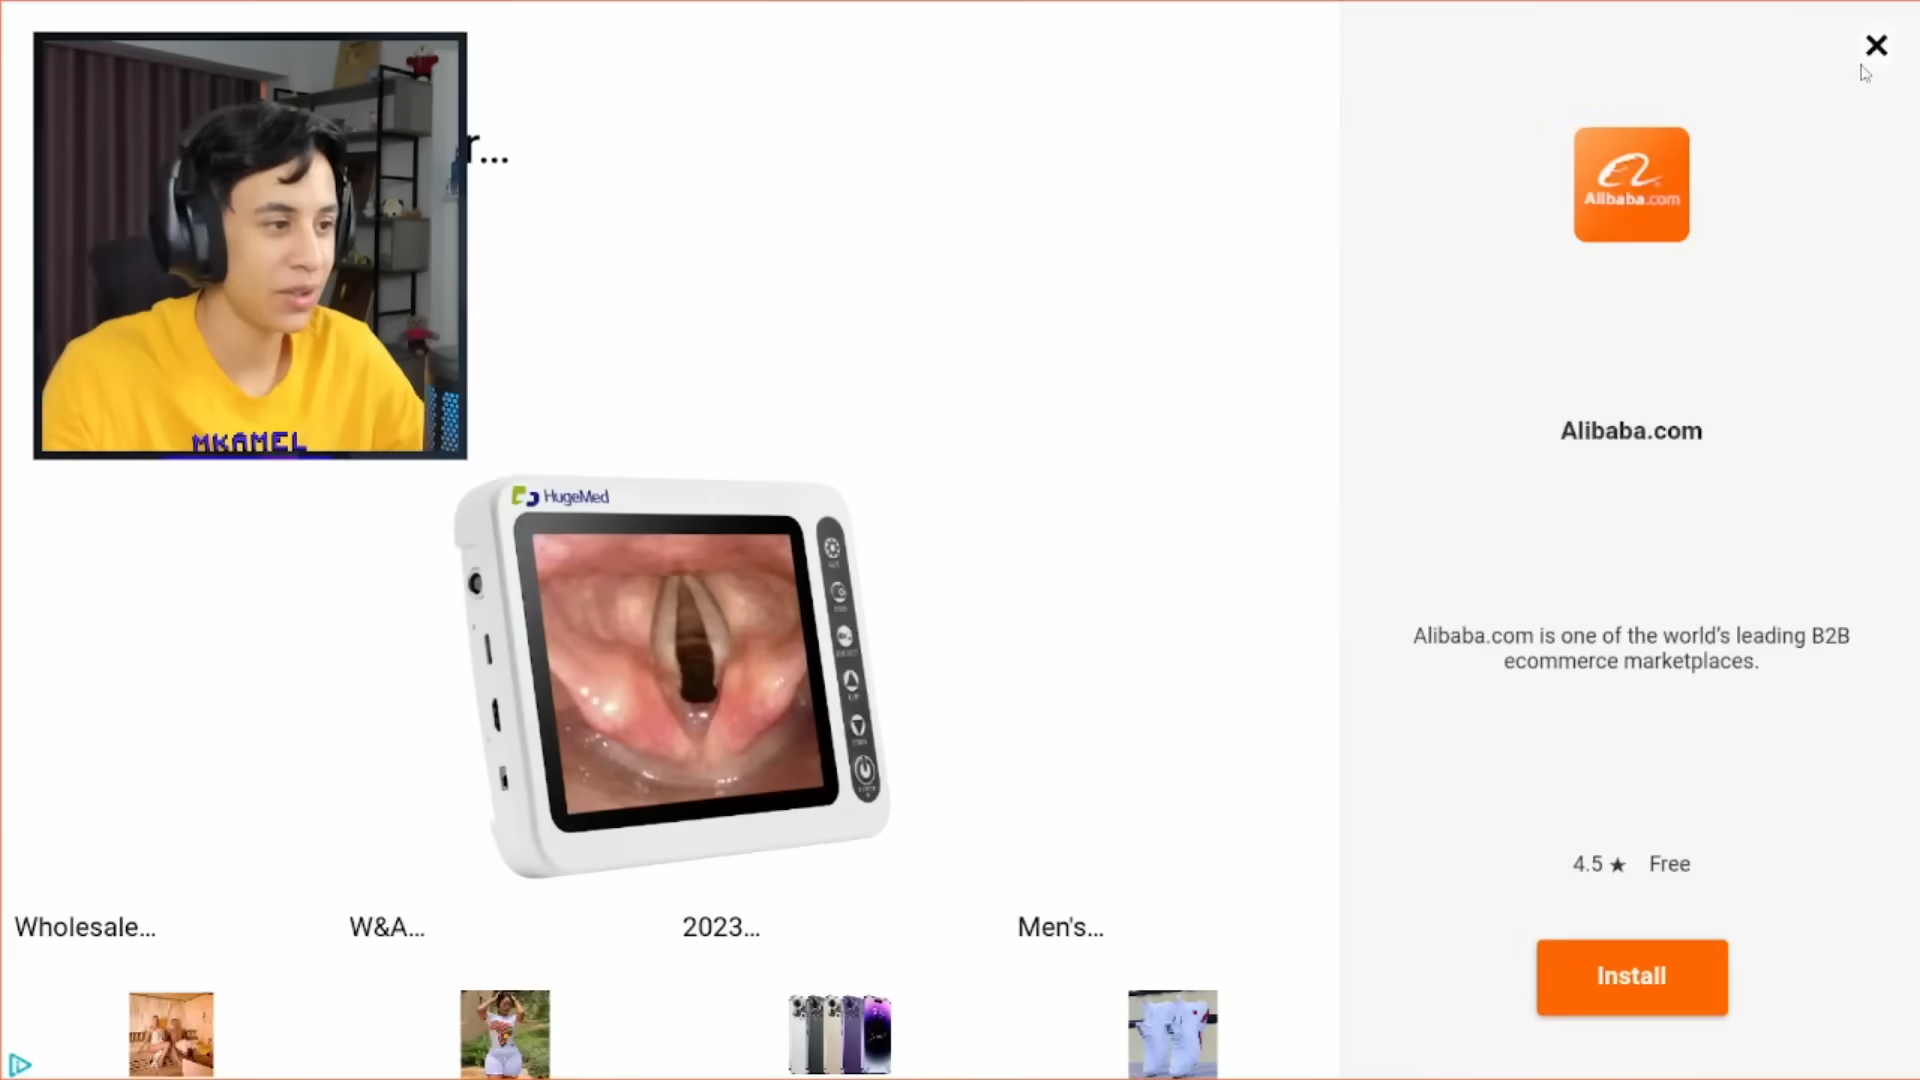 r...
MKAMEL
HugeMed
Alibaba.com
Alibaba.com
Alibaba.com is one of the world's leading B2B
ecommerce marketplaces.
4.5 ★ Free
Install
Wholesale...
W&A...
2023...
Men's...